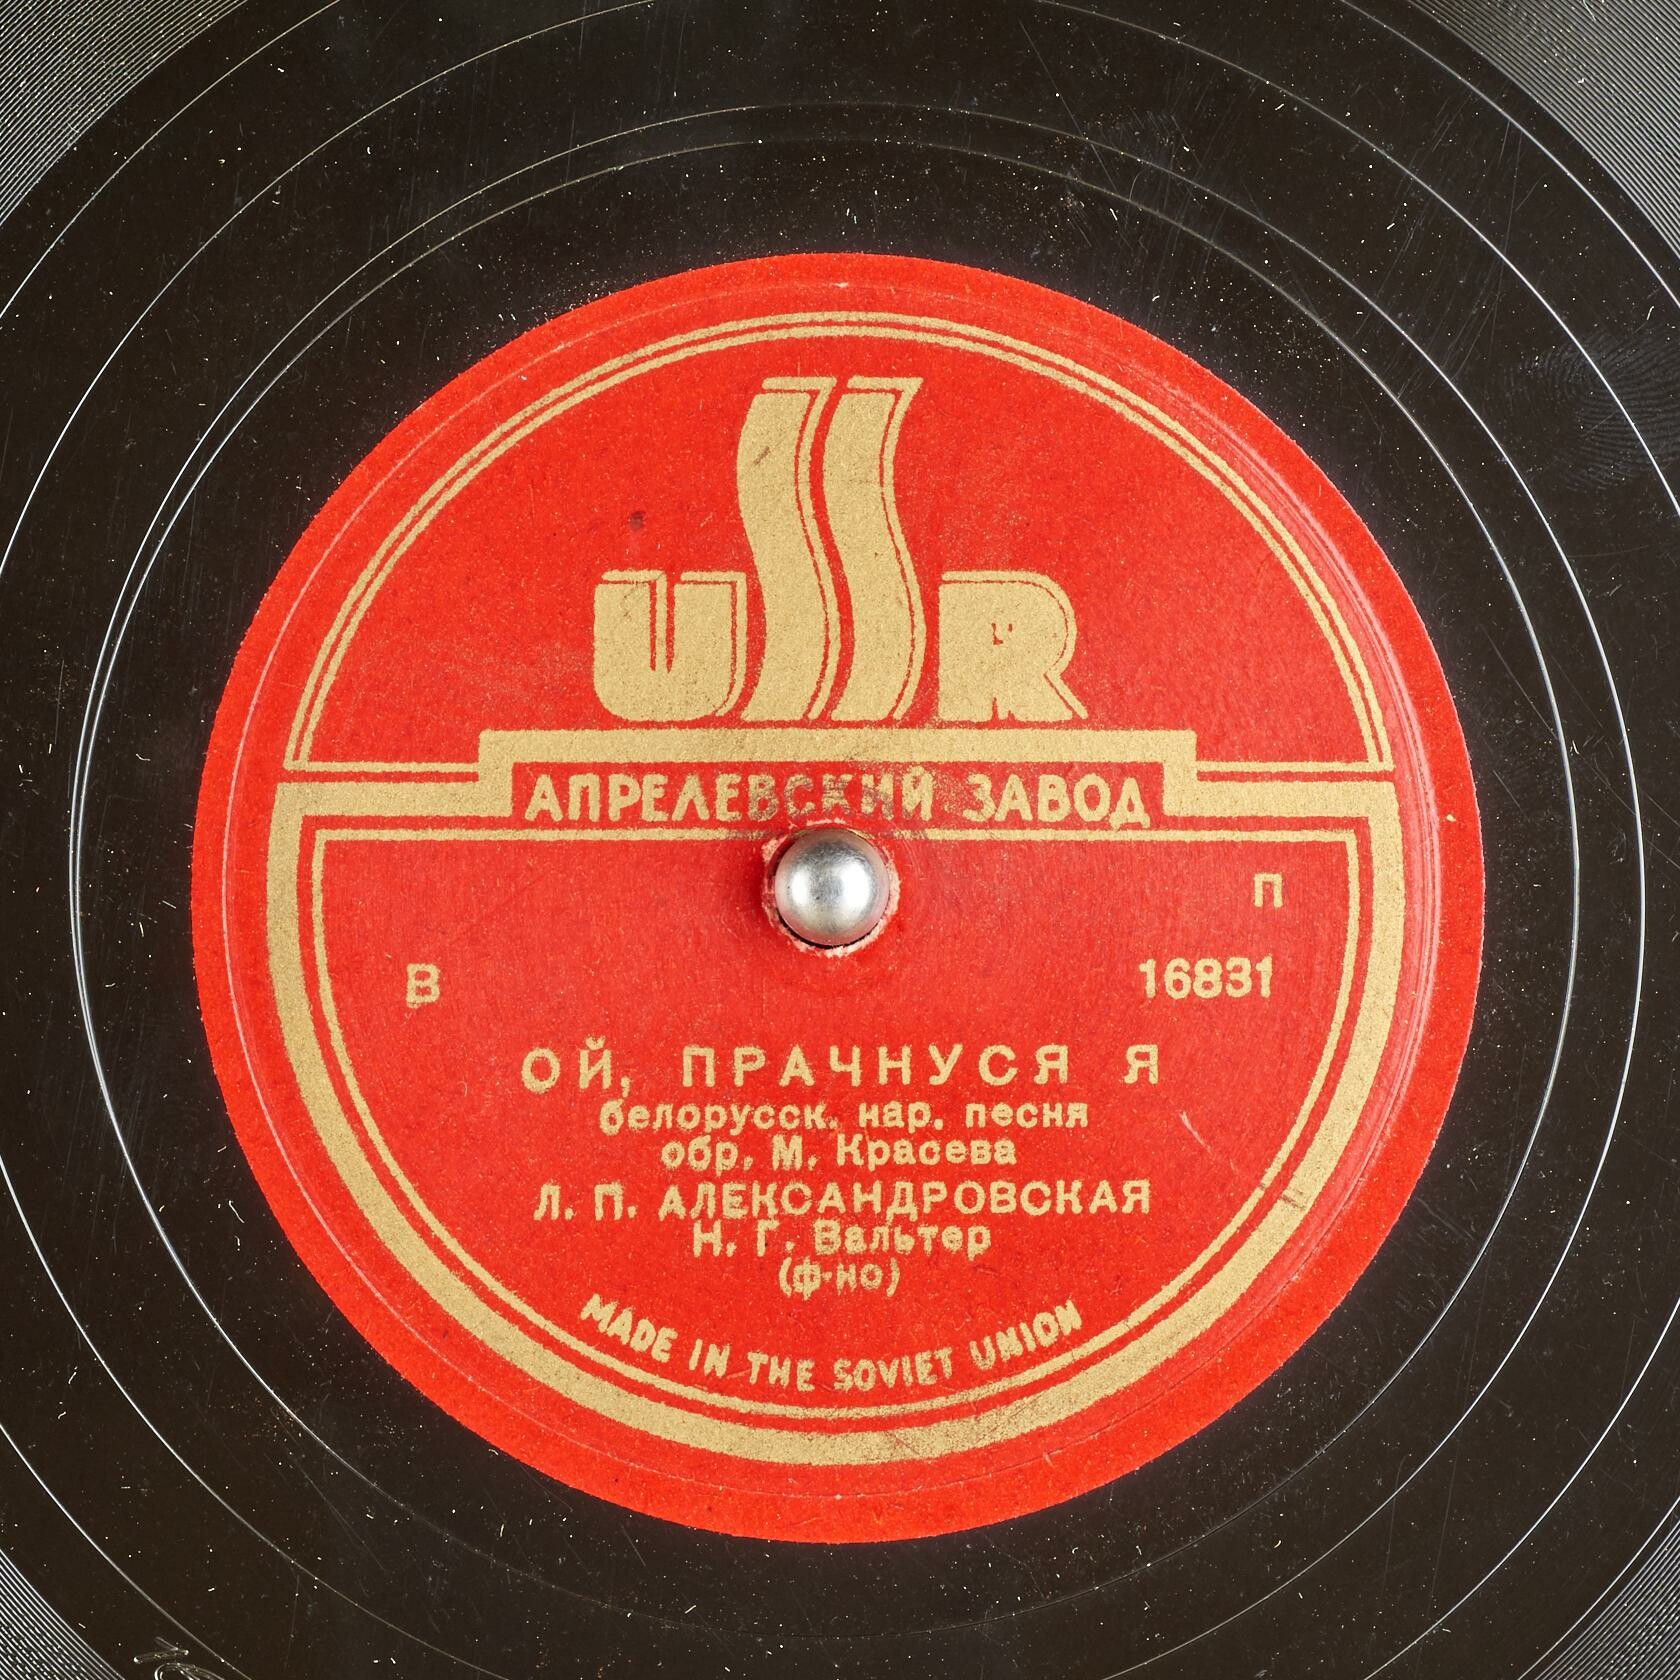 USSR
АПРЕЛЕВСКИЙ ЗАВОД
П
В 16831
ОЙ, ПРАЧНУСЯ Я
белорусск. нар. песня
обр. М. Красева
Л. П. АЛЕКСАНДРОВСКАЯ
Н. Г. Вальтер
(ф-но)
MADE IN THE SOVIET UNION